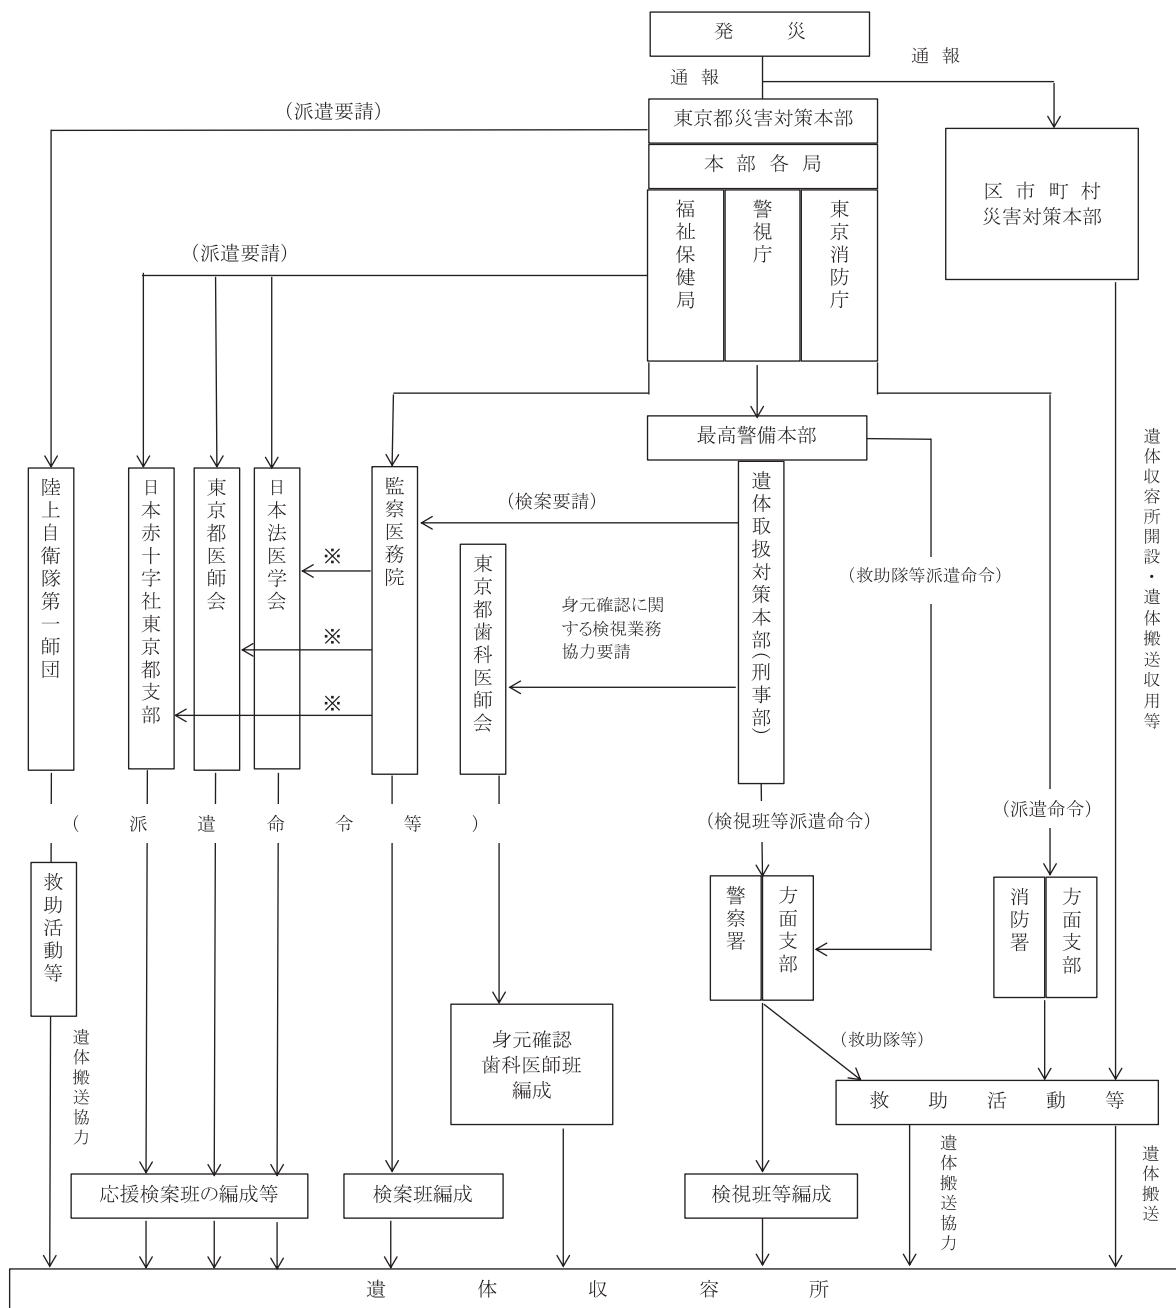 発災
通報
通報
(派遣要請)
東京都災害対策本部
本部各局
福祉保健局
警視庁
東京消防庁
区市町村
災害対策本部
(派遣要請)
最高警備本部
陸上自衛隊第一師団
日本赤十字社東京都支部
東京都医師会
日本法医学会
監察医務院
東京都歯科医師会
遺体取扱対策本部(刑事部)
(検案要請)
※
※
※
身元確認に関
する検視業務
協力要請
(救助隊等派遣命令)
遺体収容所開設・遺体搬送収用等
(派遣命令等)
(検視班等派遣命令)
(派遣命令)
救助活動等
警察署
方面支部
消防署
方面支部
遺体搬送協力
身元確認
歯科医師班
編成
(救助隊等)
救助活動等
遺体搬送協力
遺体搬送
応援検案班の編成等
検案班編成
検視班等編成
遺体収容所